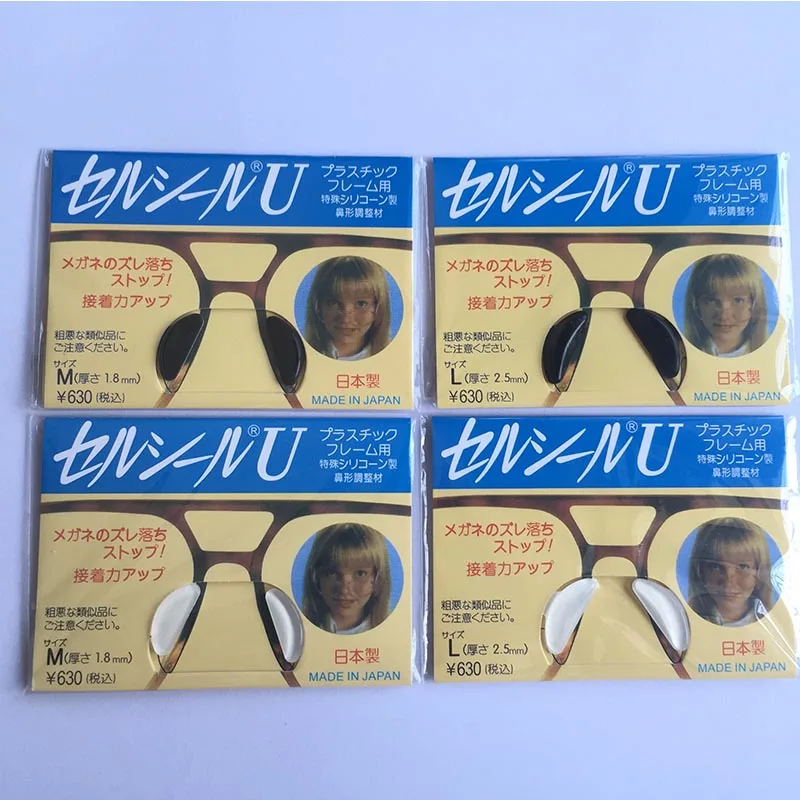 セルシール®U
プラスチック
フレーム用
特殊シリコーン製
鼻形調整材
メガネのズレ落ち
ストップ!
接着力アップ
粗悪な類似品に
ご注意ください。
サイズ
M(厚さ 1.8mm)
¥630(税込)
日本製
MADE IN JAPAN
セルシール®U
プラスチック
フレーム用
特殊シリコーン製
鼻形調整材
メガネのズレ落ち
ストップ!
接着力アップ
粗悪な類似品に
ご注意ください。
サイズ
L(厚さ 2.5mm)
¥630(税込)
日本製
MADE IN JAPAN
セルシール®U
プラスチック
フレーム用
特殊シリコーン製
鼻形調整材
メガネのズレ落ち
ストップ!
接着力アップ
粗悪な類似品に
ご注意ください。
サイズ
M(厚さ 1.8mm)
¥630(税込)
日本製
MADE IN JAPAN
セルシール®U
プラスチック
フレーム用
特殊シリコーン製
鼻形調整材
メガネのズレ落ち
ストップ!
接着力アップ
粗悪な類似品に
ご注意ください。
サイズ
L(厚さ 2.5mm)
¥630(税込)
日本製
MADE IN JAPAN